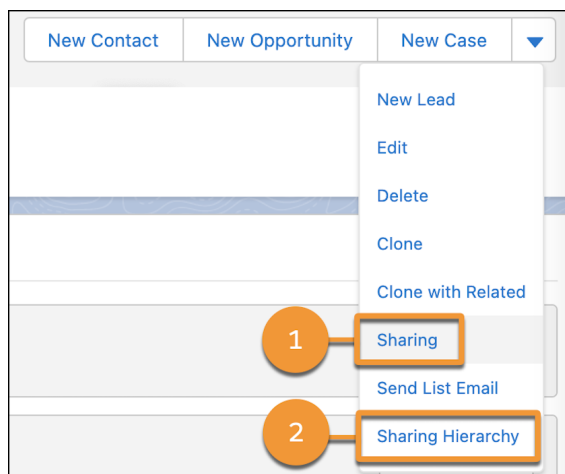 New Contact New Opportunity New Case
New Lead
Edit
Delete
Clone
Clone with Related
1 Sharing
Send List Email
2 Sharing Hierarchy